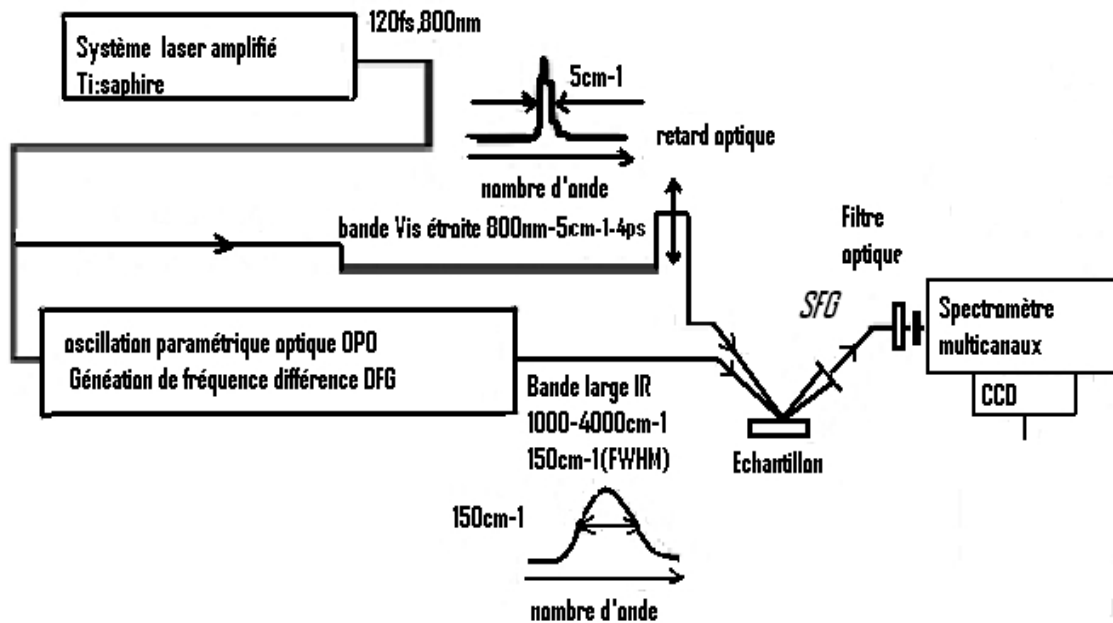 120fs,800nm
Système laser amplifié
Ti:saphire
5cm-1
retard optique
nombre d'onde
bande Vis étroite 800nm-5cm-1-4ps
Filtre
optique
SFG
Spectromètre
multicanaux
CCD
oscillation paramétrique optique OPO
Généation de fréquence différence DFG
Bande large IR
1000-4000cm-1
150cm-1(FWHM)
Echantillon
150cm-1
nombre d'onde